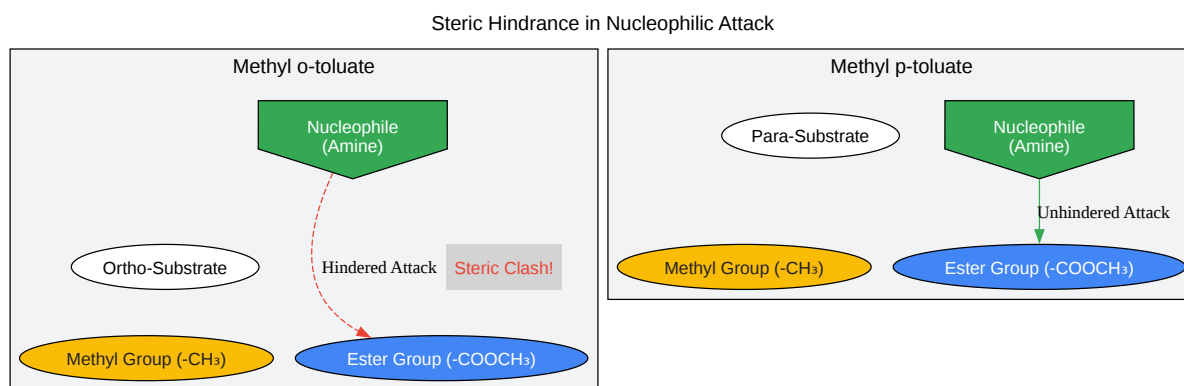 Steric Hindrance in Nucleophilic Attack
Methyl o-toluate
Nucleophile
(Amine)
Ortho-Substrate
Hindered Attack
Steric Clash!
Methyl Group (-CH₃)
Ester Group (-COOCH₃)
Methyl p-toluate
Para-Substrate
Nucleophile
(Amine)
Unhindered Attack
Methyl Group (-CH₃)
Ester Group (-COOCH₃)